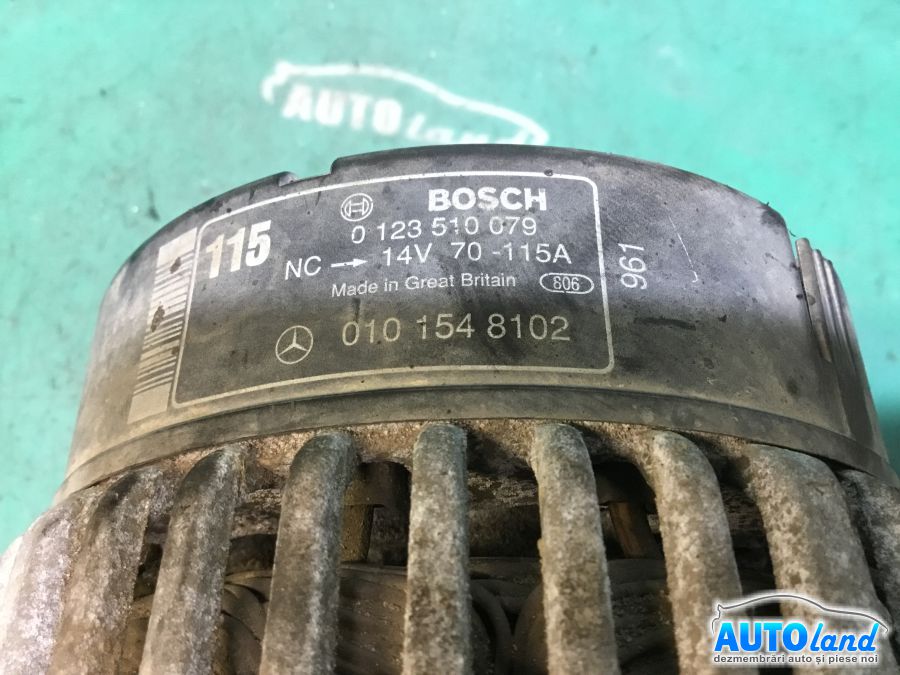 AUTO land
115
BOSCH
0 123 510 079
NC → 14V 70 -115A
Made in Great Britain 806
010 154 8102
961
AUTOland
dezmembrări auto și piese noi